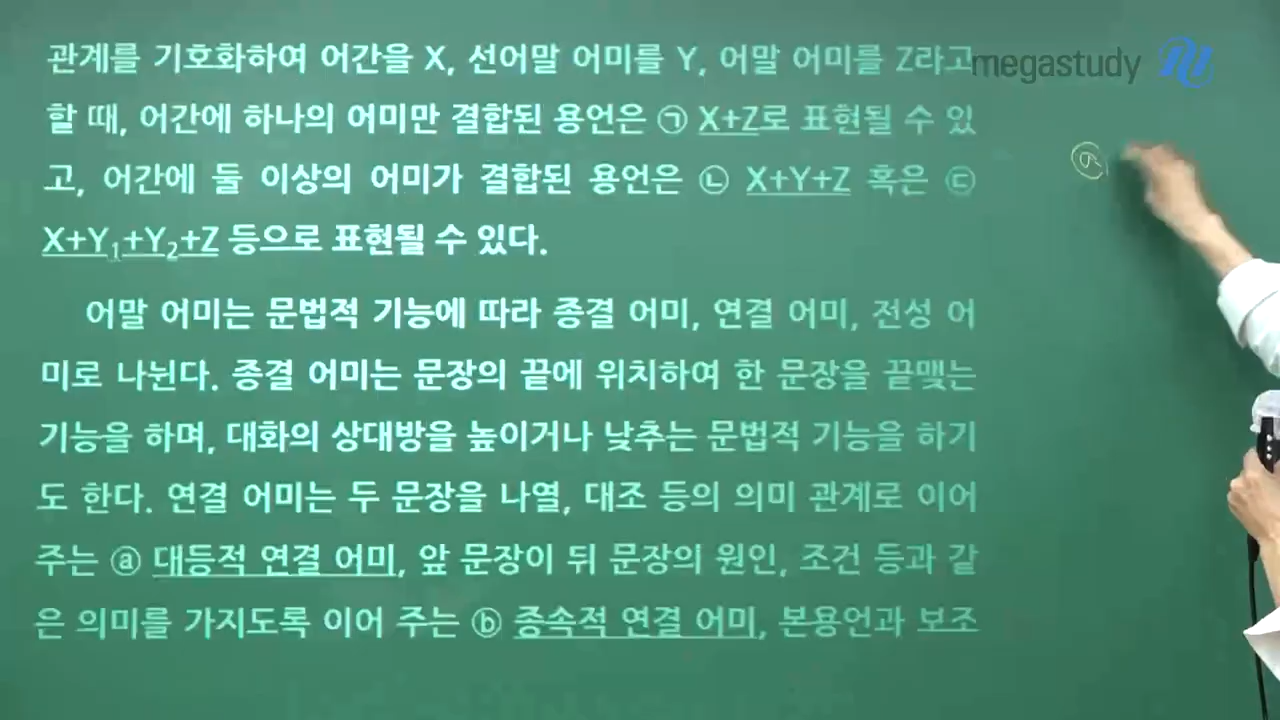 관계를 기호화하여 어간을 X, 선어말 어미를 Y, 어말 어미를 Z라고
megastudy
할 때, 어간에 하나의 어미만 결합된 용언은 ㉠ X+Z로 표현될 수 있
고, 어간에 둘 이상의 어미가 결합된 용언은 ㉡ X+Y+Z 혹은 ㉢
X+Y₁+Y₂+Z 등으로 표현될 수 있다.
어말 어미는 문법적 기능에 따라 종결 어미, 연결 어미, 전성 어
미로 나뉜다. 종결 어미는 문장의 끝에 위치하여 한 문장을 끝맺는
기능을 하며, 대화의 상대방을 높이거나 낮추는 문법적 기능을 하기
도 한다. 연결 어미는 두 문장을 나열, 대조 등의 의미 관계로 이어
주는 ⓐ 대등적 연결 어미, 앞 문장이 뒤 문장의 원인, 조건 등과 같
은 의미를 가지도록 이어 주는 ⓑ 종속적 연결 어미, 본용언과 보조